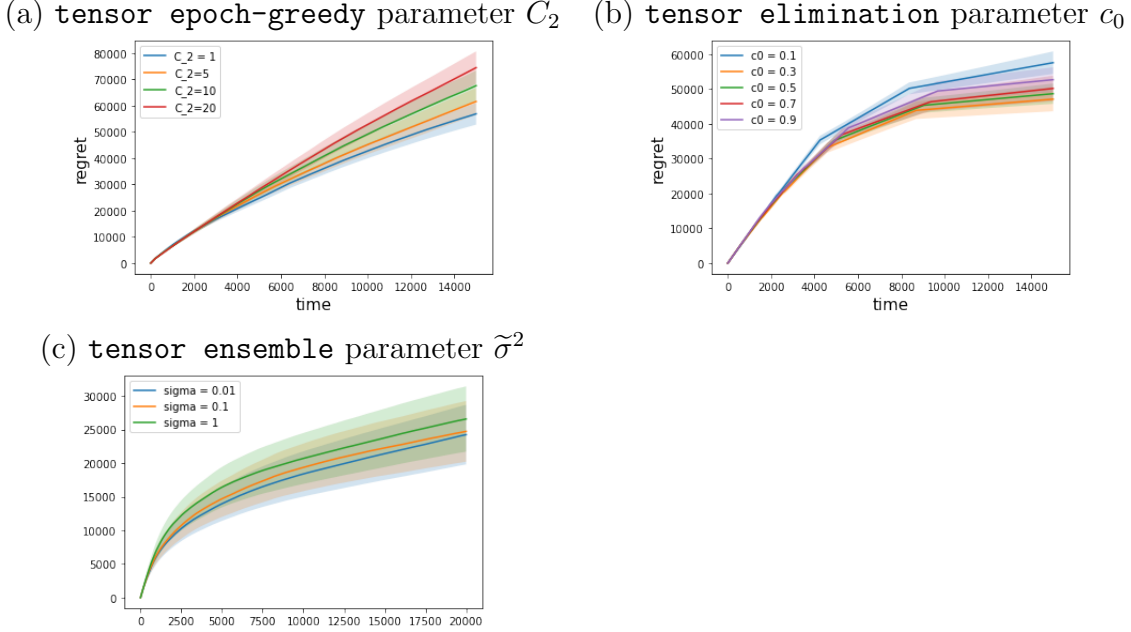 (a) tensor epoch-greedy parameter C₂
80000
70000
60000
50000
40000
30000
20000
10000
0
regret
C_2 = 1
C_2=5
C_2=10
C_2=20
0 2000 4000 6000 8000 10000 12000 14000
time
(b) tensor elimination parameter c₀
60000
50000
40000
30000
20000
10000
0
regret
c0 = 0.1
c0 = 0.3
c0 = 0.5
c0 = 0.7
c0 = 0.9
0 2000 4000 6000 8000 10000 12000 14000
time
(c) tensor ensemble parameter σ̃²
30000
25000
20000
15000
10000
5000
0
sigma = 0.01
sigma = 0.1
sigma = 1
0 2500 5000 7500 10000 12500 15000 17500 20000